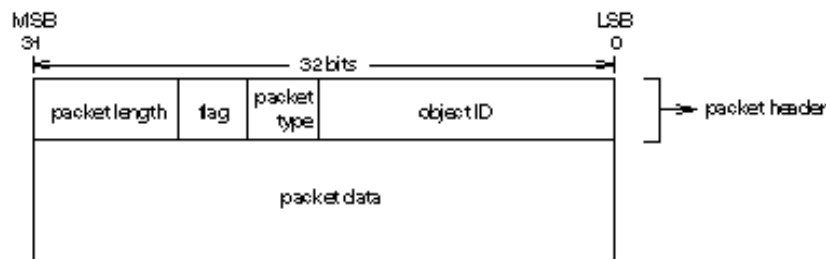 MSB LSB
31 0
32 bits
packet length flag packet type object ID packet header
packet data